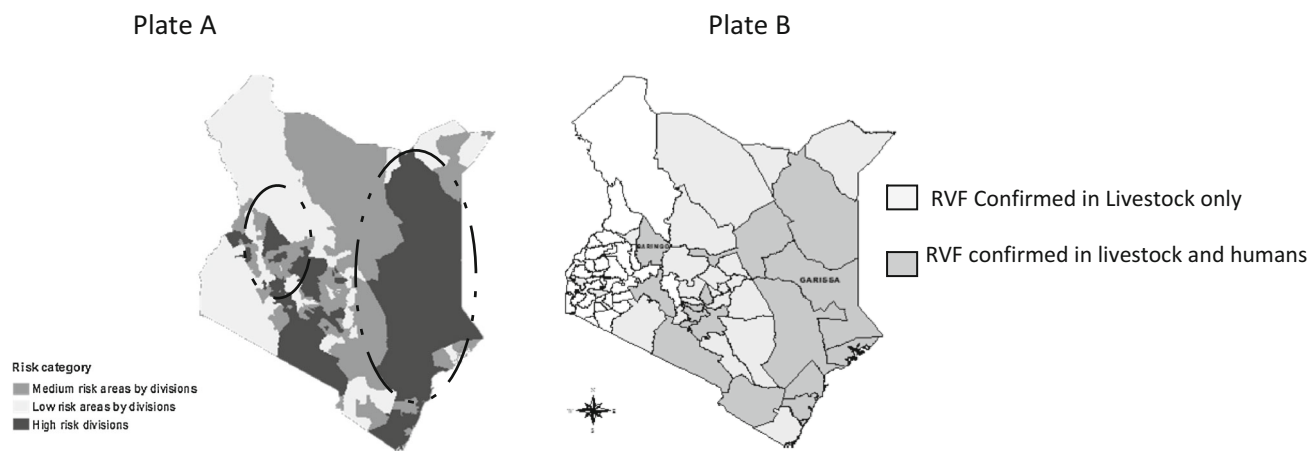 Plate A
Plate B
RVF Confirmed in Livestock only
RVF confirmed in livestock and humans
BARINGO
GARISSA
Risk category
Medium risk areas by divisions
Low risk areas by divisions
High risk divisions